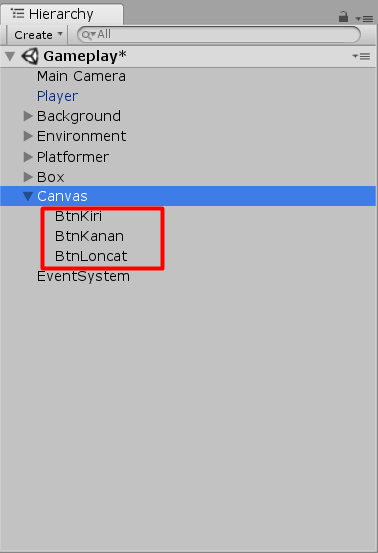 Hierarchy
Create All
Gameplay*
Main Camera
Player
Background
Environment
Platformer
Box
Canvas
BtnKiri
BtnKanan
BtnLoncat
EventSystem